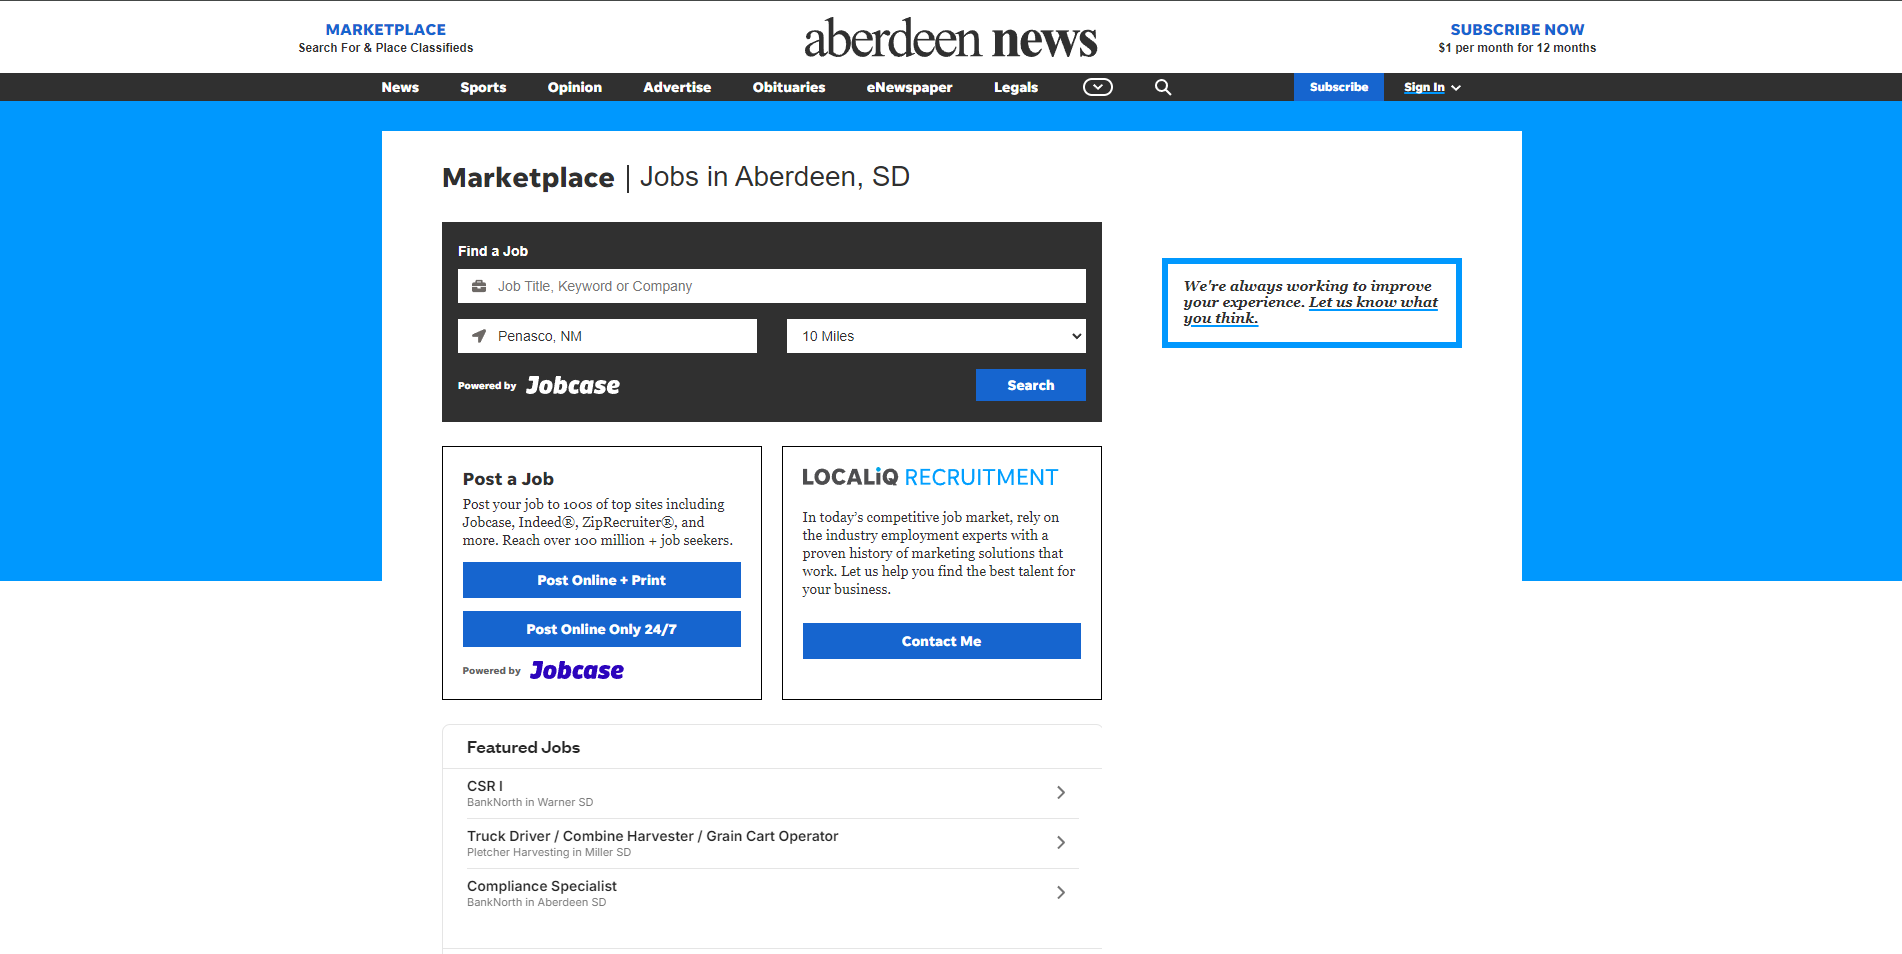 MARKETPLACE
Search For & Place Classifieds
aberdeen news
SUBSCRIBE NOW
$1 per month for 12 months
News
Sports
Opinion
Advertise
Obituaries
eNewspaper
Legals
Subscribe
Sign In
Marketplace | Jobs in Aberdeen, SD
Find a Job
Job Title, Keyword or Company
Penasco, NM
10 Miles
Powered by Jobcase
Search
We're always working to improve
your experience. Let us know what
you think.
Post a Job
Post your job to 100s of top sites including
Jobcase, Indeed®, ZipRecruiter®, and
more. Reach over 100 million + job seekers.
Post Online + Print
Post Online Only 24/7
Powered by Jobcase
LOCALiQ RECRUITMENT
In today's competitive job market, rely on
the industry employment experts with a
proven history of marketing solutions that
work. Let us help you find the best talent for
your business.
Contact Me
Featured Jobs
CSR I
BankNorth in Warner SD
Truck Driver / Combine Harvester / Grain Cart Operator
Pletcher Harvesting in Miller SD
Compliance Specialist
BankNorth in Aberdeen SD